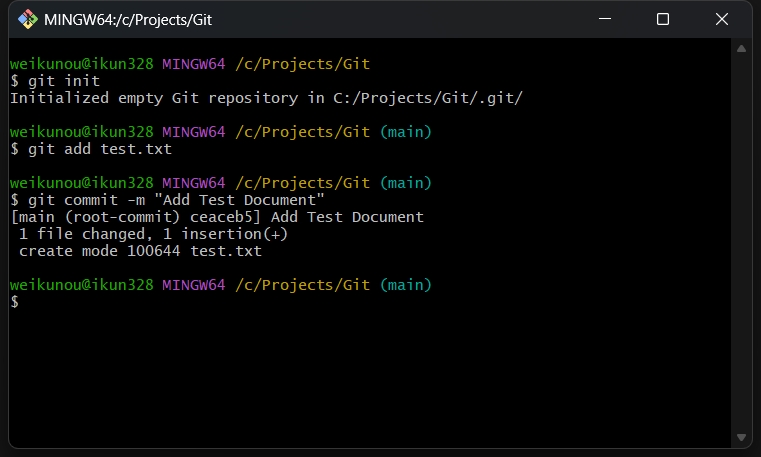 MINGW64:/c/Projects/Git
weikunou@ikun328 MINGW64 /c/Projects/Git
$ git init
Initialized empty Git repository in C:/Projects/Git/.git/
weikunou@ikun328 MINGW64 /c/Projects/Git (main)
$ git add test.txt
weikunou@ikun328 MINGW64 /c/Projects/Git (main)
$ git commit -m "Add Test Document"
[main (root-commit) ceaceb5] Add Test Document
 1 file changed, 1 insertion(+)
 create mode 100644 test.txt
weikunou@ikun328 MINGW64 /c/Projects/Git (main)
$